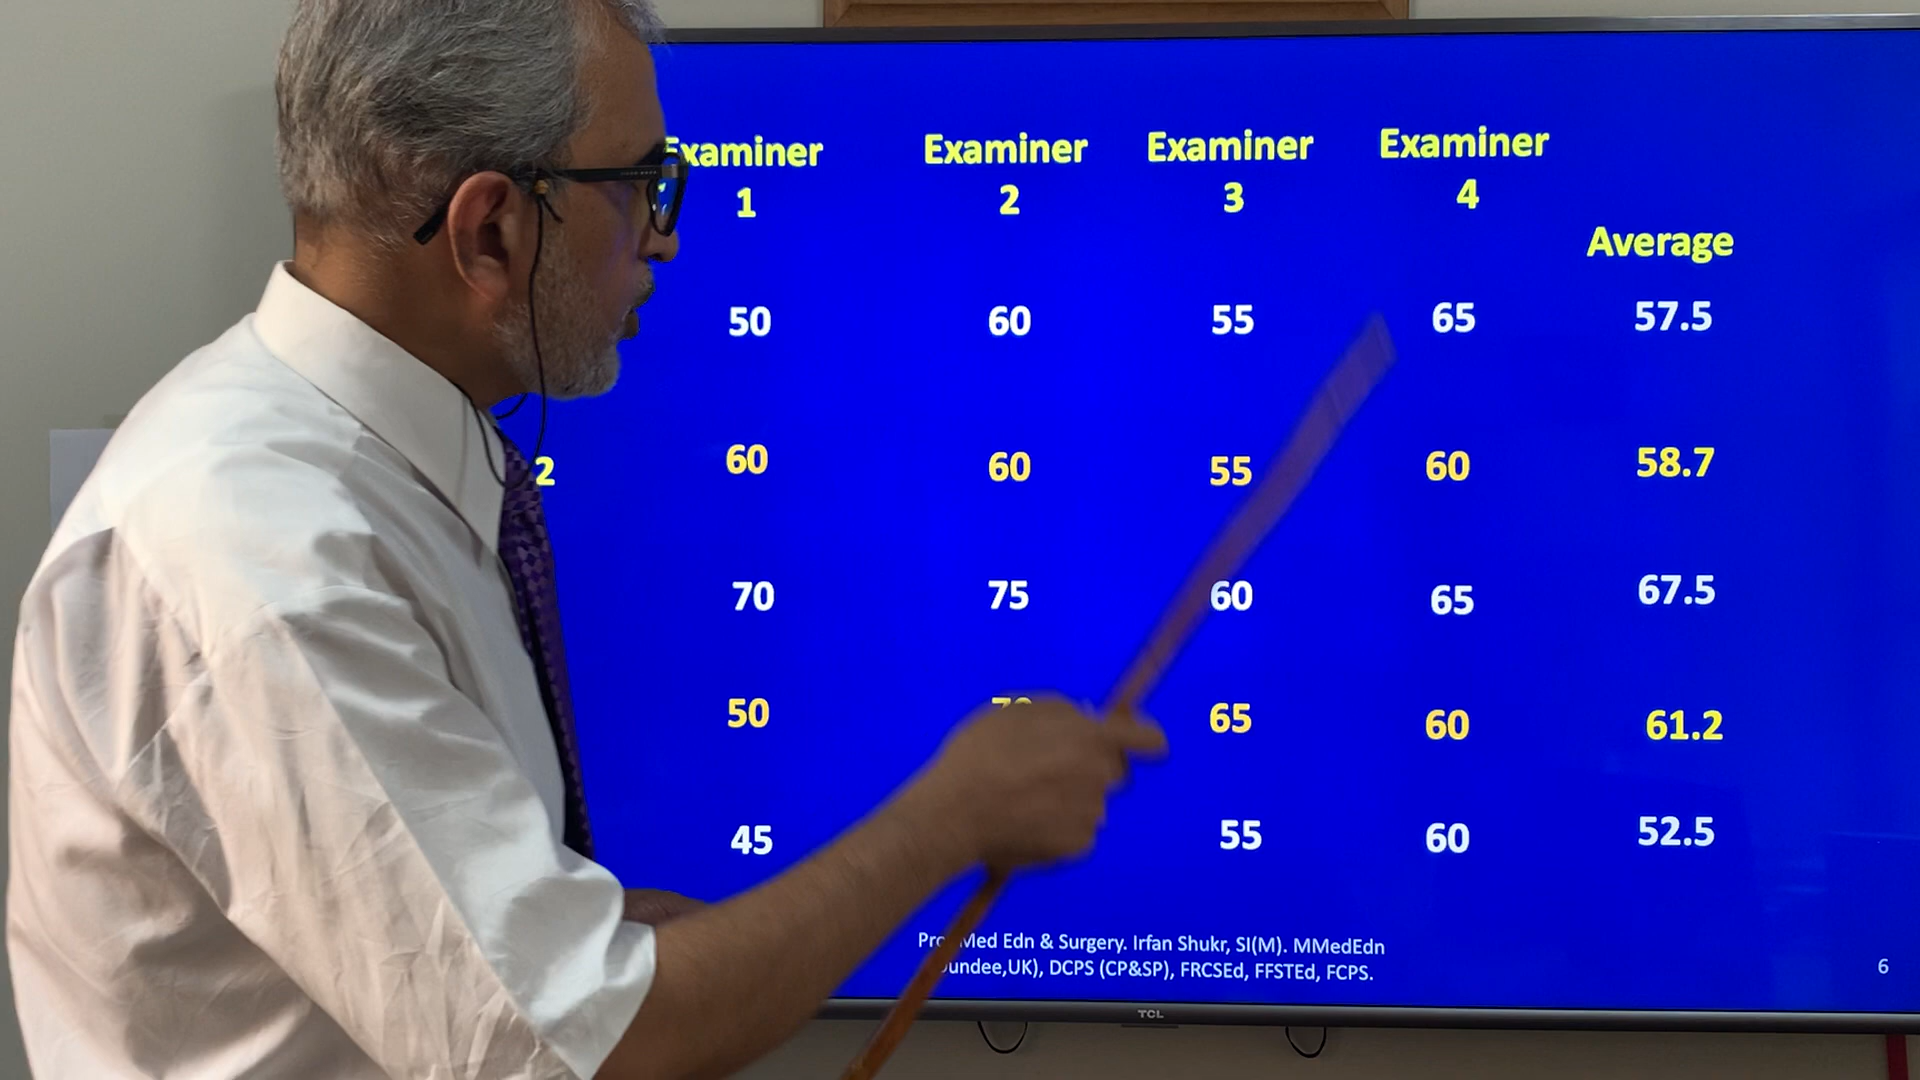 Examiner Examiner Examiner Examiner
1 2 3 4
Average
50 60 55 65 57.5
2 60 60 55 60 58.7
70 75 60 65 67.5
50 65 60 61.2
45 55 60 52.5
Med Edn & Surgery. Irfan Shukr, SI(M). MMedEdn
UK), DCPS (CP&SP), FRCSEd, FFSTEd, FCPS.
6
TCL